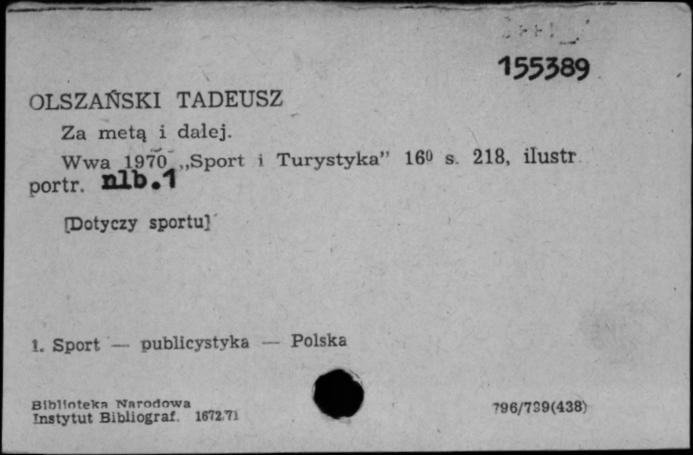 155389
OLSZAŃSKI TADEUSZ
Za metą i dalej.
Wwa 1970 „Sport i Turystyka” 16⁰ s. 218, ilustr
portr. nlb.1
[Dotyczy sportu]
1. Sport — publicystyka — Polska
Biblioteka Narodowa
Instytut Bibliograf. 1672/71
796/799(438)